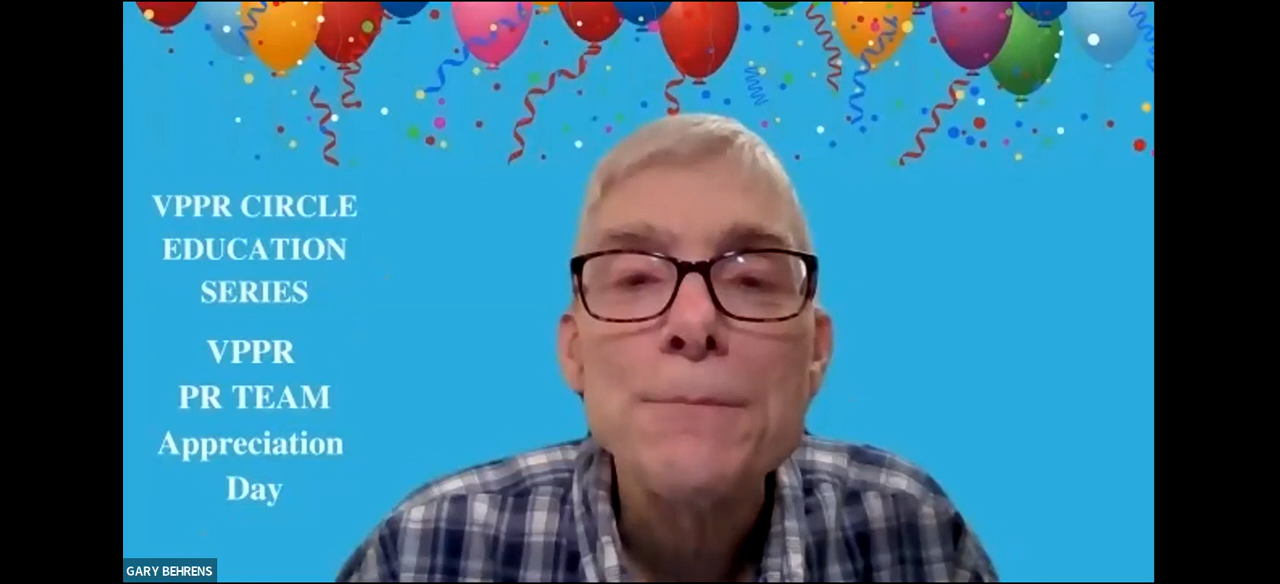 VPPR CIRCLE
EDUCATION
SERIES
VPPR
PR TEAM
Appreciation
Day
GARY BEHRENS